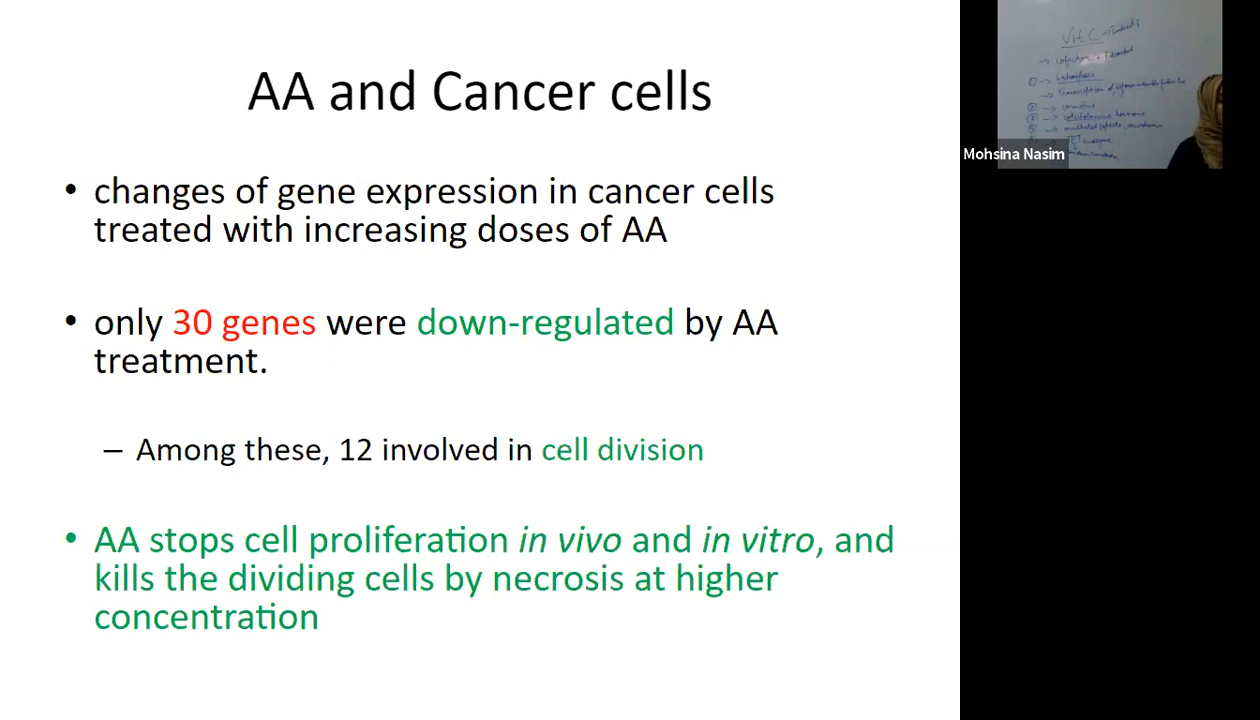 AA and Cancer cells
• changes of gene expression in cancer cells
treated with increasing doses of AA
• only 30 genes were down-regulated by AA
treatment.
– Among these, 12 involved in cell division
• AA stops cell proliferation in vivo and in vitro, and
kills the dividing cells by necrosis at higher
concentration
Vit C
Mohsina Nasim